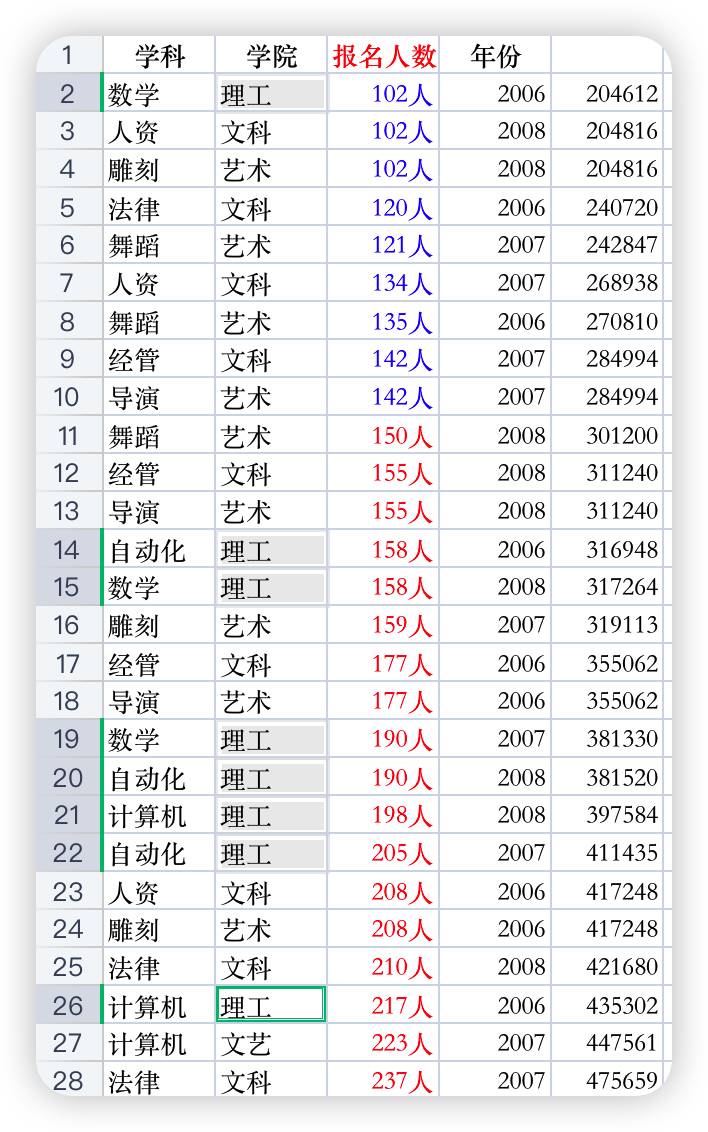 1 学科 学院 报名人数 年份
2 数学 理工 102人 2006 204612
3 人资 文科 102人 2008 204816
4 雕刻 艺术 102人 2008 204816
5 法律 文科 120人 2006 240720
6 舞蹈 艺术 121人 2007 242847
7 人资 文科 134人 2007 268938
8 舞蹈 艺术 135人 2006 270810
9 经管 文科 142人 2007 284994
10 导演 艺术 142人 2007 284994
11 舞蹈 艺术 150人 2008 301200
12 经管 文科 155人 2008 311240
13 导演 艺术 155人 2008 311240
14 自动化 理工 158人 2006 316948
15 数学 理工 158人 2008 317264
16 雕刻 艺术 159人 2007 319113
17 经管 文科 177人 2006 355062
18 导演 艺术 177人 2006 355062
19 数学 理工 190人 2007 381330
20 自动化 理工 190人 2008 381520
21 计算机 理工 198人 2008 397584
22 自动化 理工 205人 2007 411435
23 人资 文科 208人 2006 417248
24 雕刻 艺术 208人 2006 417248
25 法律 文科 210人 2008 421680
26 计算机 理工 217人 2006 435302
27 计算机 文艺 223人 2007 447561
28 法律 文科 237人 2007 475659